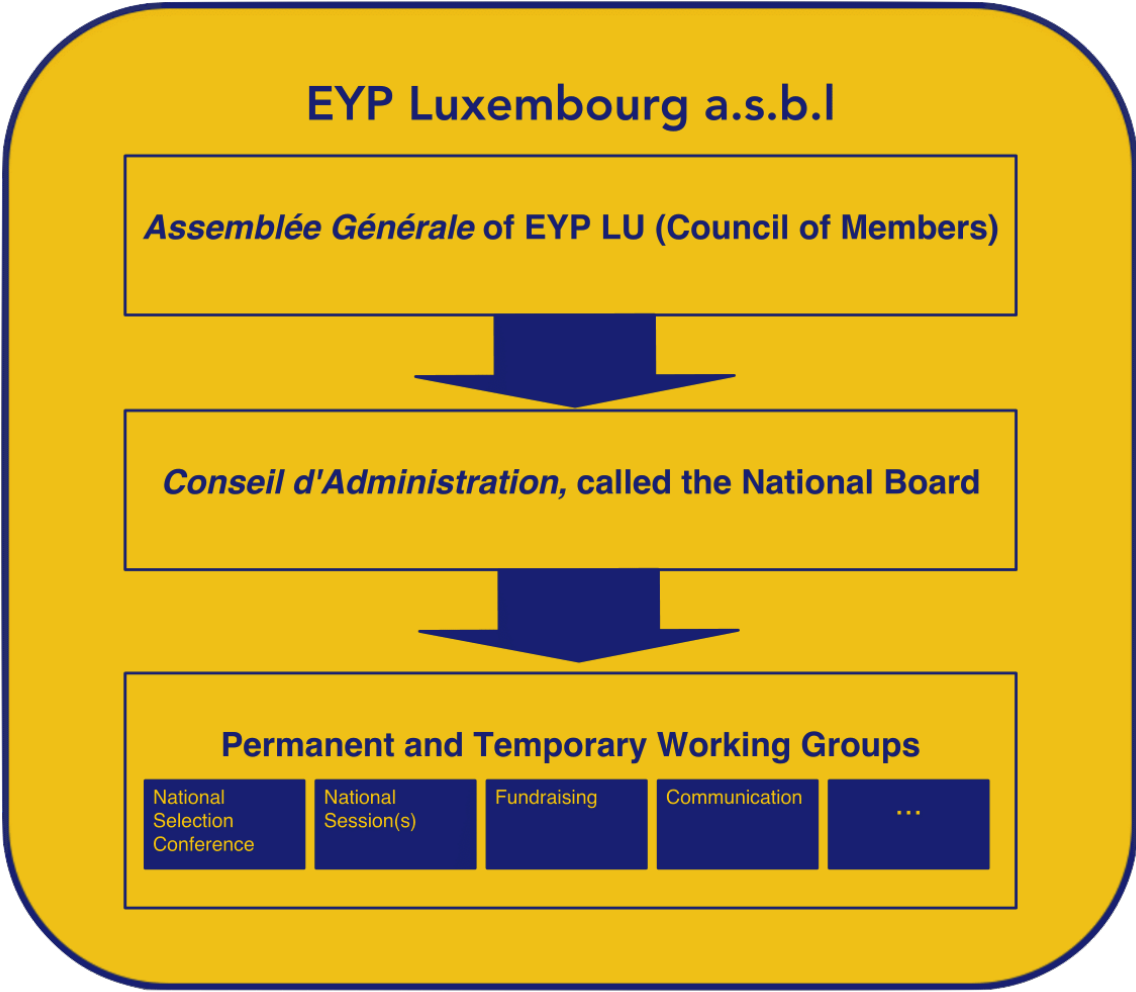 EYP Luxembourg a.s.b.l
Assemblée Générale of EYP LU (Council of Members)
Conseil d'Administration, called the National Board
Permanent and Temporary Working Groups
National
Selection
Conference
National
Session(s)
Fundraising
Communication
...